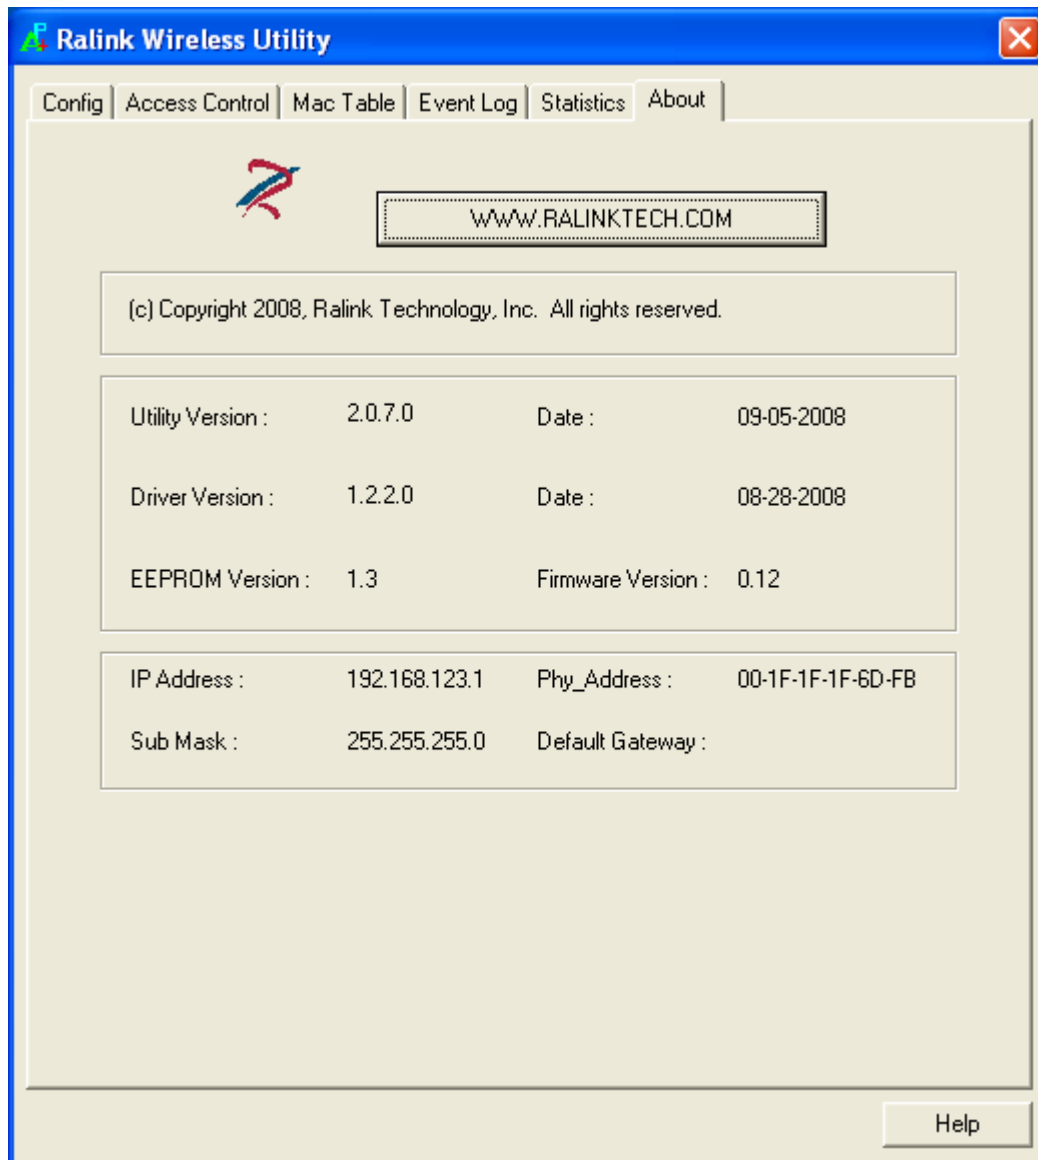 Ralink Wireless Utility
Config Access Control Mac Table Event Log Statistics About
WWW.RALINKTECH.COM
(c) Copyright 2008, Ralink Technology, Inc. All rights reserved.
Utility Version : 2.0.7.0 Date : 09-05-2008
Driver Version : 1.2.2.0 Date : 08-28-2008
EEPROM Version : 1.3 Firmware Version : 0.12
IP Address : 192.168.123.1 Phy_Address : 00-1F-1F-1F-6D-FB
Sub Mask : 255.255.255.0 Default Gateway :
Help